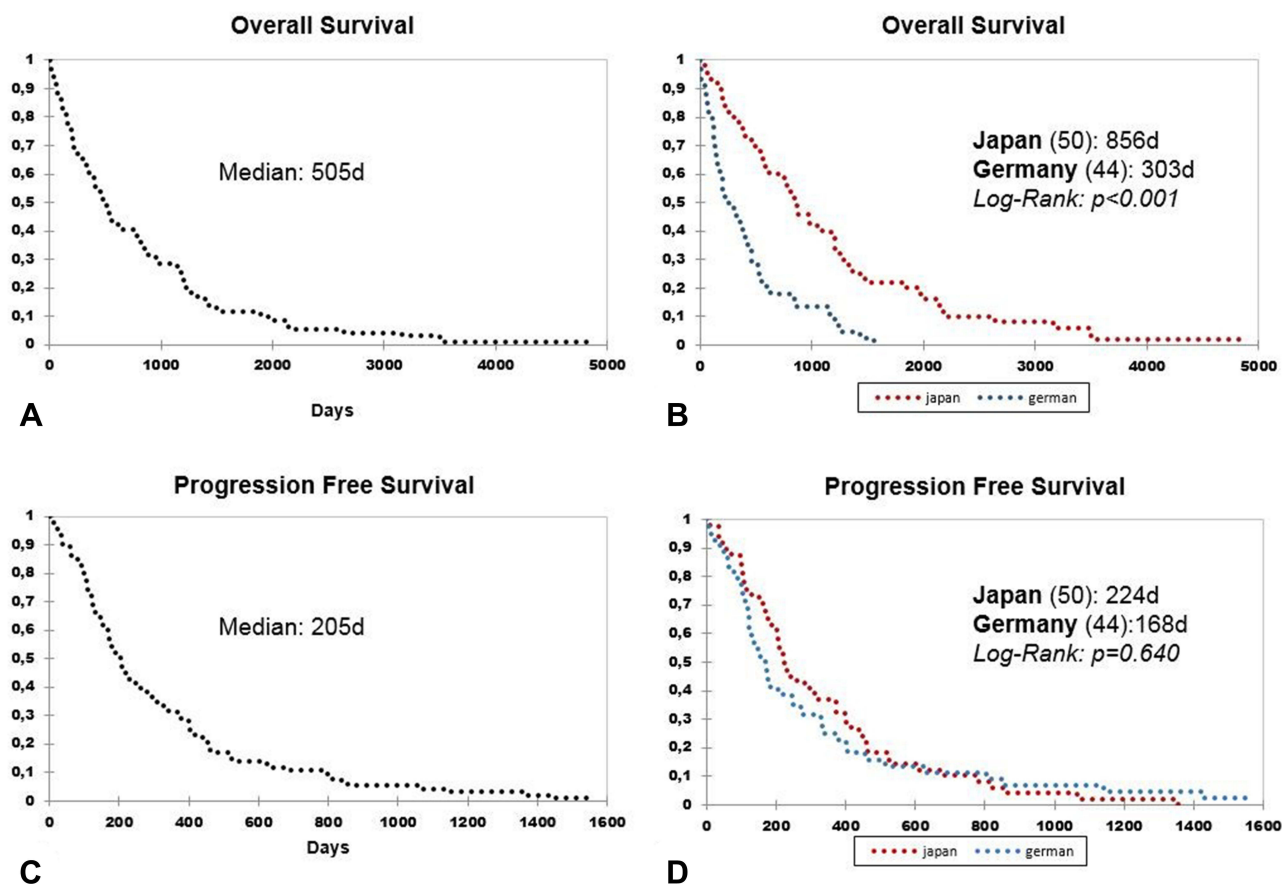 Overall Survival
1
0,9
0,8
0,7
0,6
0,5
0,4
0,3
0,2
0,1
0
Median: 505d
0 1000 2000 3000 4000 5000
Days
A
Overall Survival
1
0,9
0,8
0,7
0,6
0,5
0,4
0,3
0,2
0,1
0
Japan (50): 856d
Germany (44): 303d
Log-Rank: p<0.001
0 1000 2000 3000 4000 5000
japan german
B
Progression Free Survival
1
0,9
0,8
0,7
0,6
0,5
0,4
0,3
0,2
0,1
0
Median: 205d
0 200 400 600 800 1000 1200 1400 1600
Days
C
Progression Free Survival
1
0,9
0,8
0,7
0,6
0,5
0,4
0,3
0,2
0,1
0
Japan (50): 224d
Germany (44):168d
Log-Rank: p=0.640
0 200 400 600 800 1000 1200 1400 1600
japan german
D